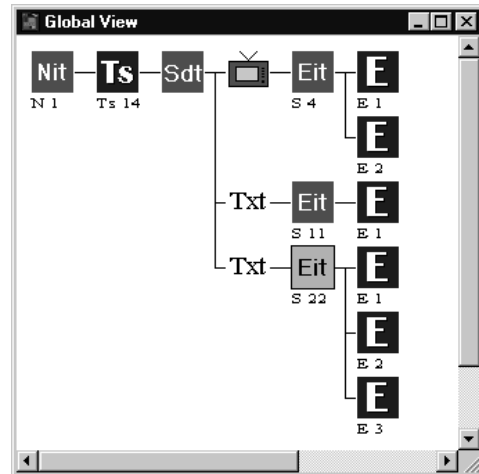 Global View
Nit Ts Sdt Eit E
N 1 Ts 14 S 4 E 1
E
E 2
Txt Eit E
S 11 E 1
Txt Eit E
S 22 E 1
E
E 2
E
E 3